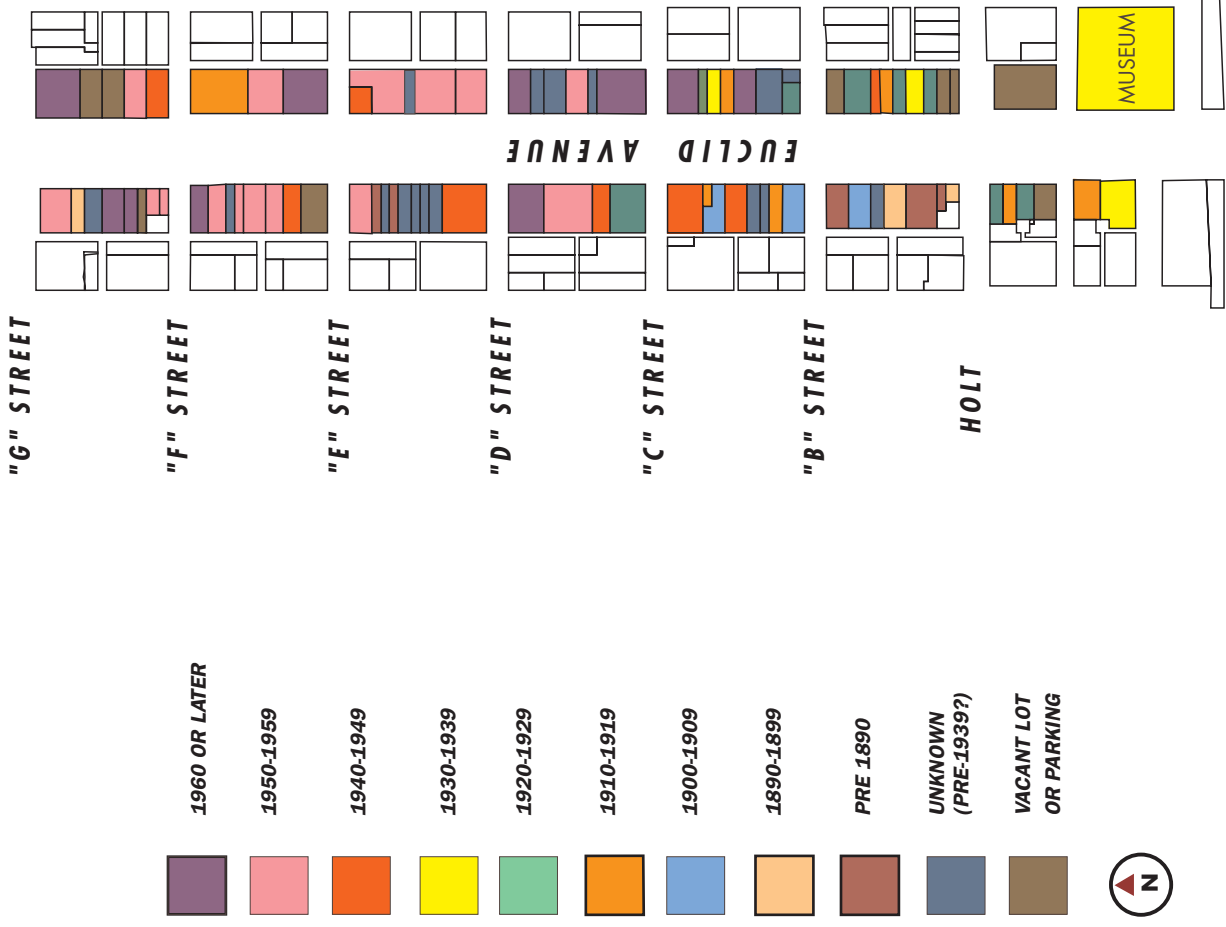 MUSEUM
EUCLID AVENUE
"G" STREET
"F" STREET
"E" STREET
"D" STREET
"C" STREET
"B" STREET
HOLT
1960 OR LATER
1950-1959
1940-1949
1930-1939
1920-1929
1910-1919
1900-1909
1890-1899
PRE 1890
UNKNOWN
(PRE-1939?)
VACANT LOT
OR PARKING
N